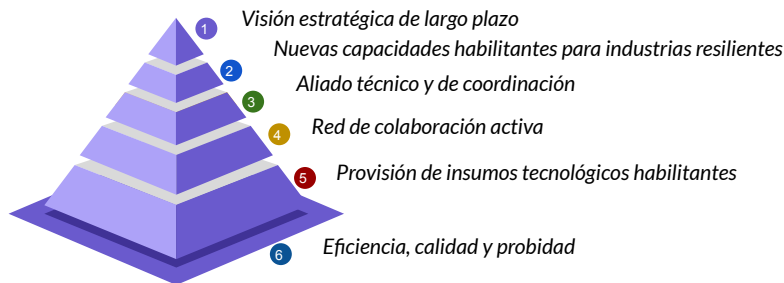 1 Visión estratégica de largo plazo
2 Nuevas capacidades habilitantes para industrias resilientes
3 Aliado técnico y de coordinación
4 Red de colaboración activa
5 Provisión de insumos tecnológicos habilitantes
6 Eficiencia, calidad y probidad